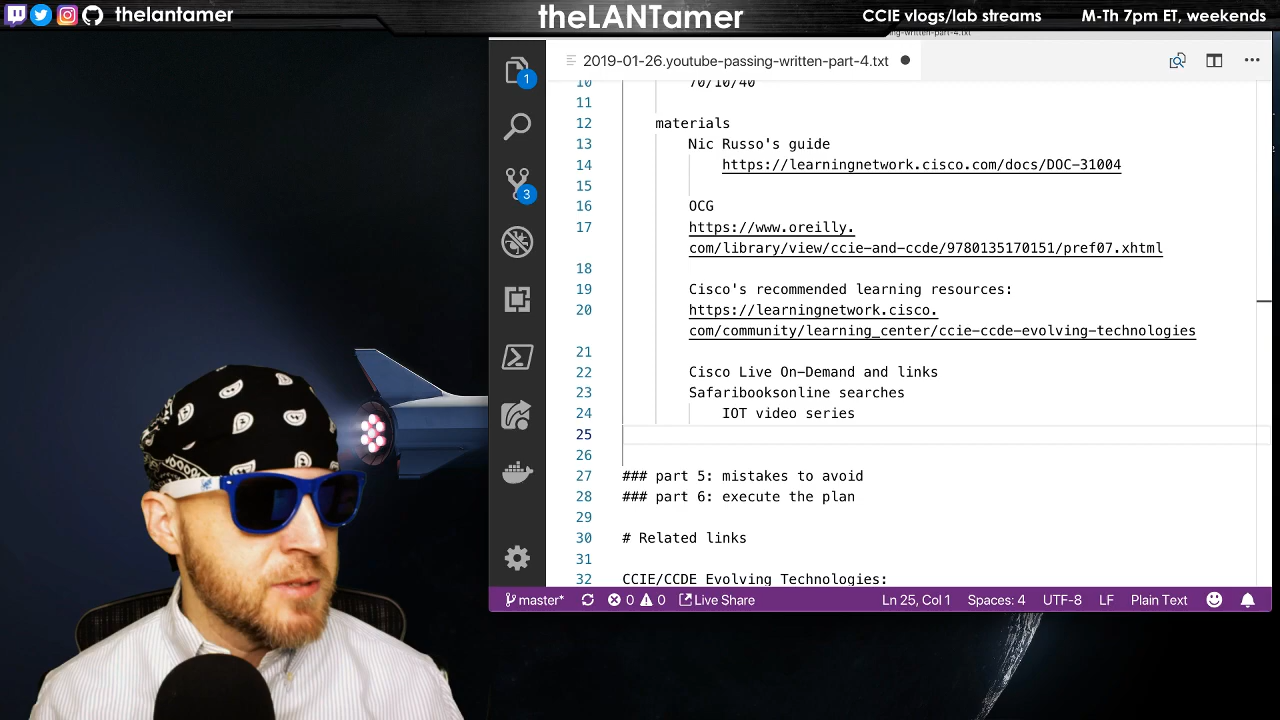 thelantamer
theLANTamer
CCIE vlogs/lab streams
M-Th 7pm ET, weekends
2019-01-26.youtube-passing-written-part-4.txt
1
3
10 70/10/40
11
12 materials
13 Nic Russo's guide
14 https://learningnetwork.cisco.com/docs/DOC-31004
15
16 OCG
17 https://www.oreilly.
com/library/view/ccie-and-ccde/9780135170151/pref07.xhtml
18
19 Cisco's recommended learning resources:
20 https://learningnetwork.cisco.
com/community/learning_center/ccie-ccde-evolving-technologies
21
22 Cisco Live On-Demand and links
23 Safaribooksonline searches
24 IOT video series
25
26
27 ### part 5: mistakes to avoid
28 ### part 6: execute the plan
29
30 # Related links
31
32 CCIE/CCDE Evolving Technologies:
master* 0 0 Live Share Ln 25, Col 1 Spaces: 4 UTF-8 LF Plain Text